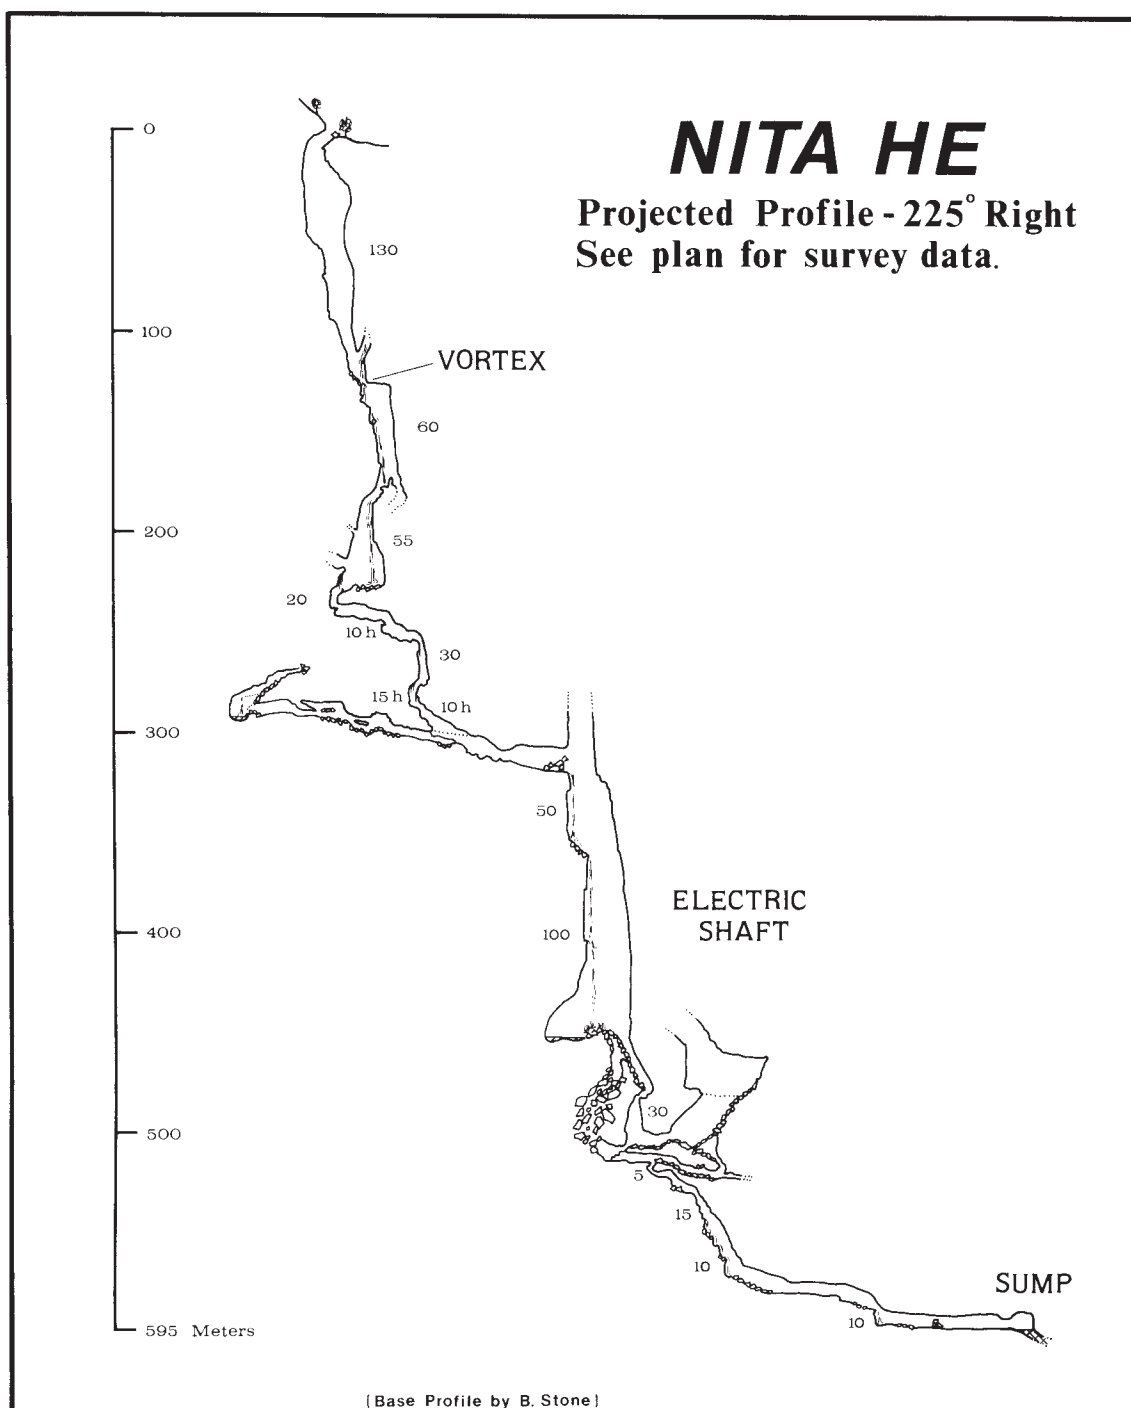 NITA HE
Projected Profile - 225° Right
See plan for survey data.
0
130
100
VORTEX
60
200
55
20
10 h
30
15 h
10 h
300
50
ELECTRIC
SHAFT
400
100
30
500
5
15
10
SUMP
10
595 Meters
(Base Profile by B. Stone)